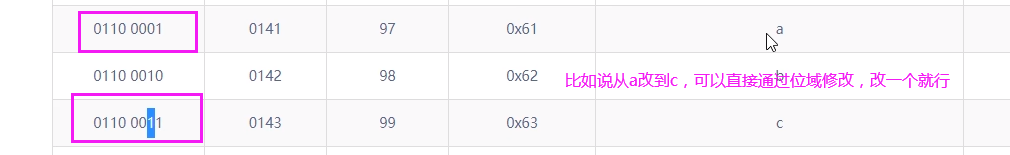 0110 0001 0141 97 0x61 a
0110 0010 0142 98 0x62 b
比如说从a改到c，可以直接通过位域修改，改一个就行
0110 0011 0143 99 0x63 c